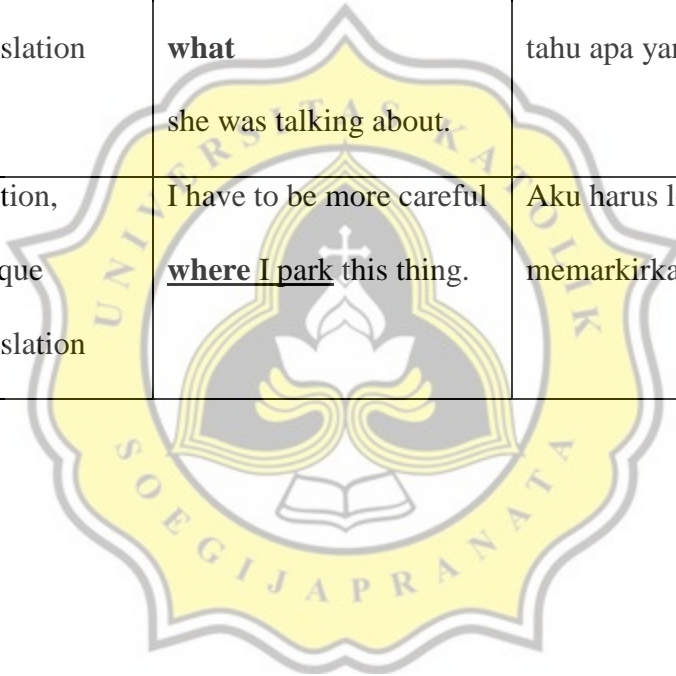 slation
what
tahu apa yan
she was talking about.
tion,
I have to be more careful
Aku harus l
que
where I park this thing.
memarkirka
slation
UNIVERSITAS KATOLIK
SOEGIJAPRANATA